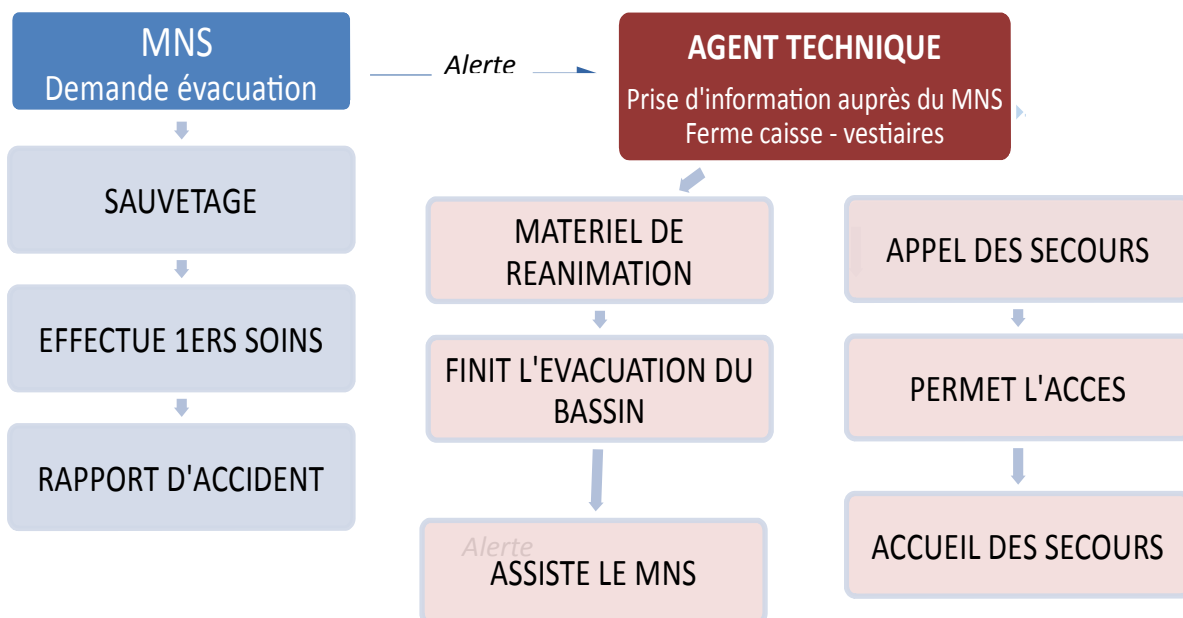 MNS
Demande évacuation
Alerte
AGENT TECHNIQUE
Prise d'information auprès du MNS
Ferme caisse - vestiaires
SAUVETAGE
EFFECTUE 1ERS SOINS
RAPPORT D'ACCIDENT
MATERIEL DE
REANIMATION
FINIT L'EVACUATION DU
BASSIN
Alerte
ASSISTE LE MNS
APPEL DES SECOURS
PERMET L'ACCES
ACCUEIL DES SECOURS